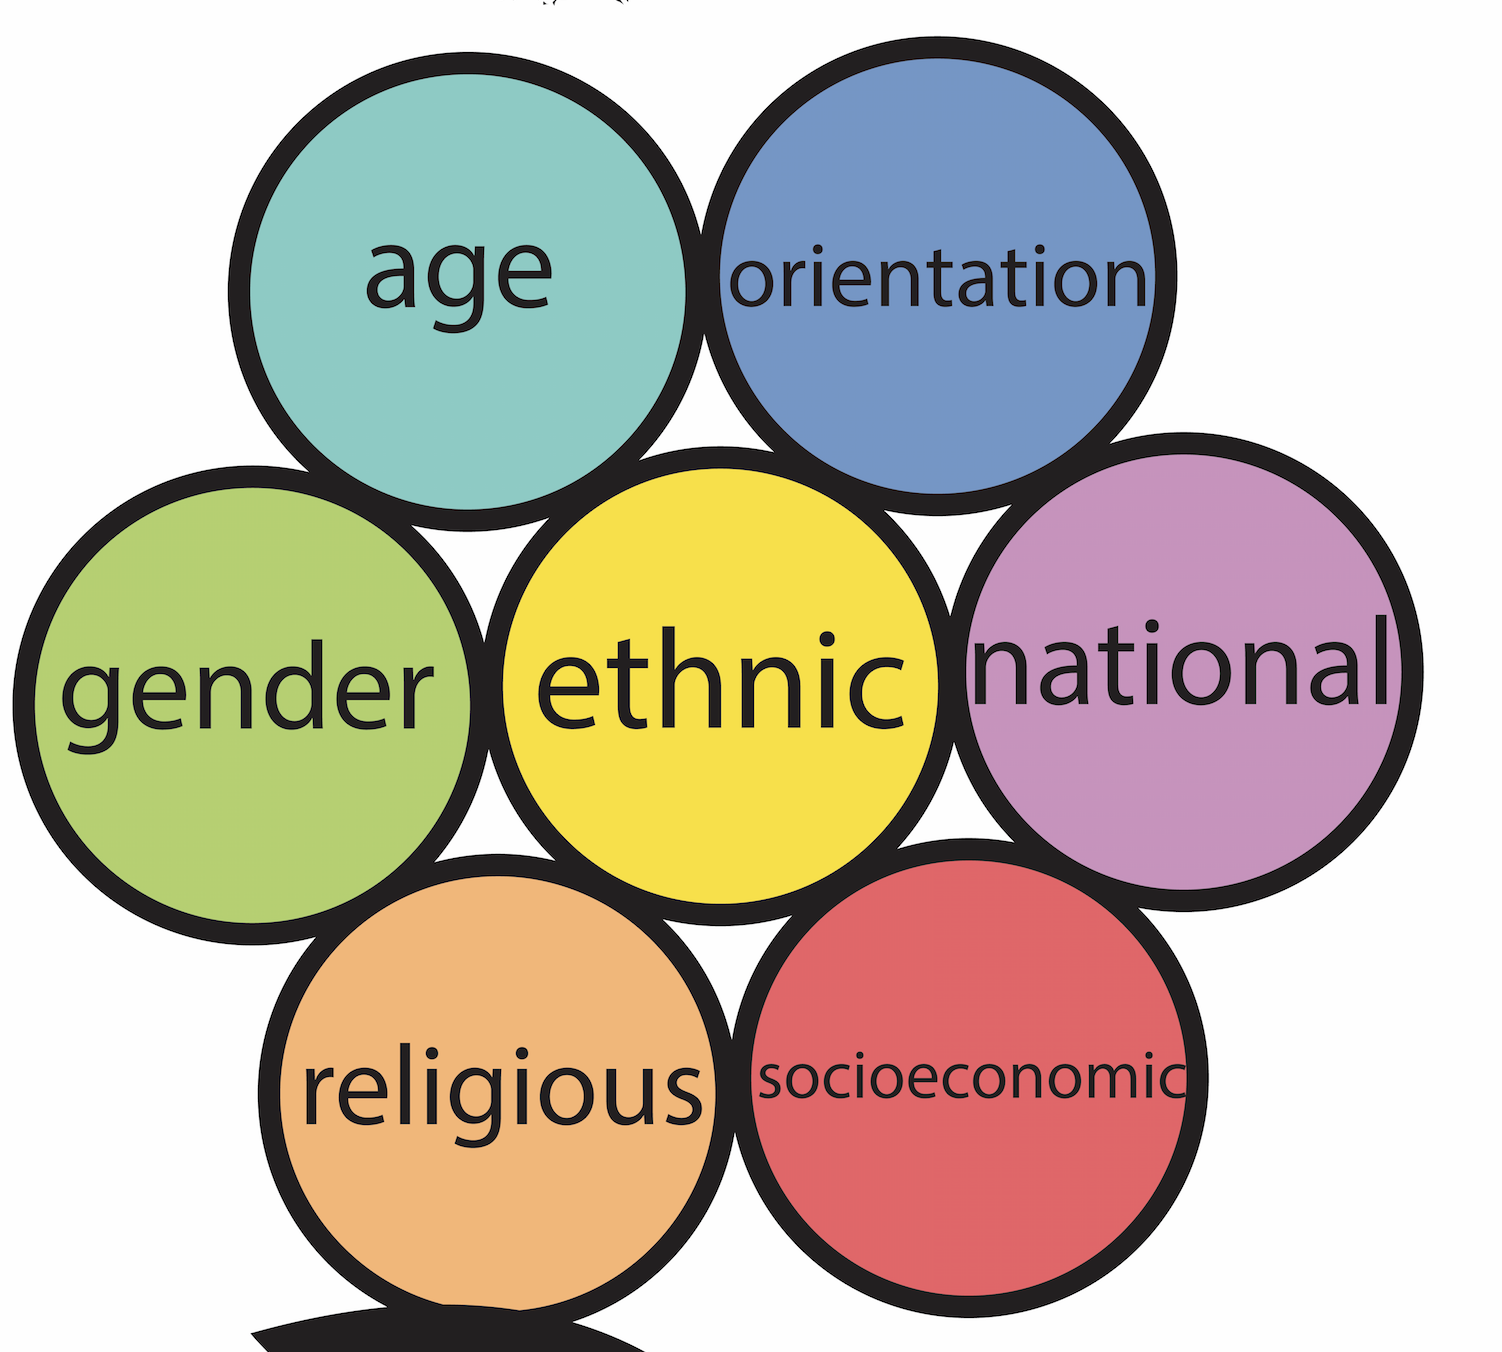 age
orientation
gender
ethnic
national
religious
socioeconomic